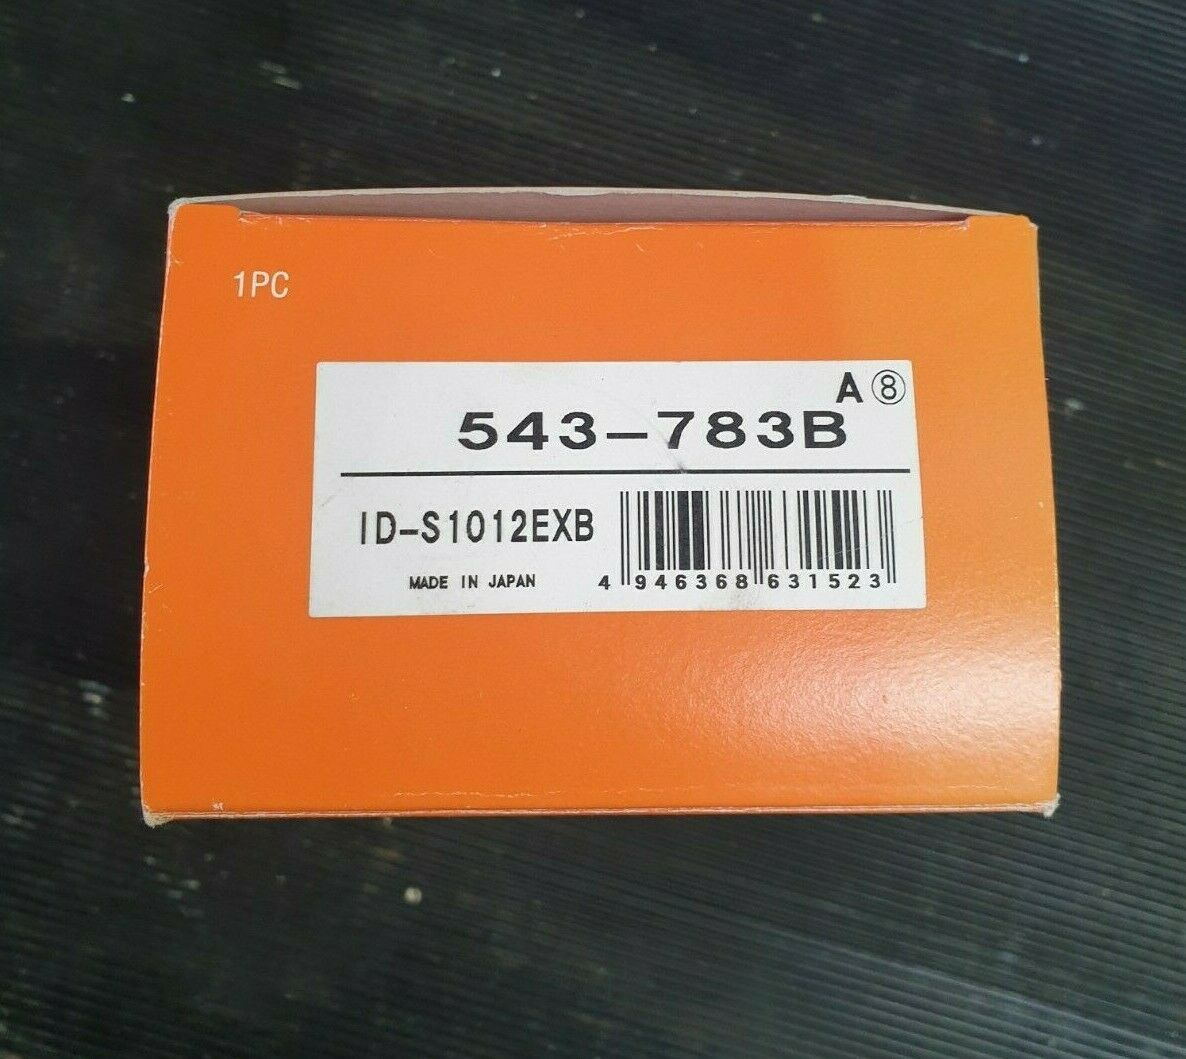 1PC
A⑧
543-783B
ID-S1012EXB
MADE IN JAPAN
4 946368 631523